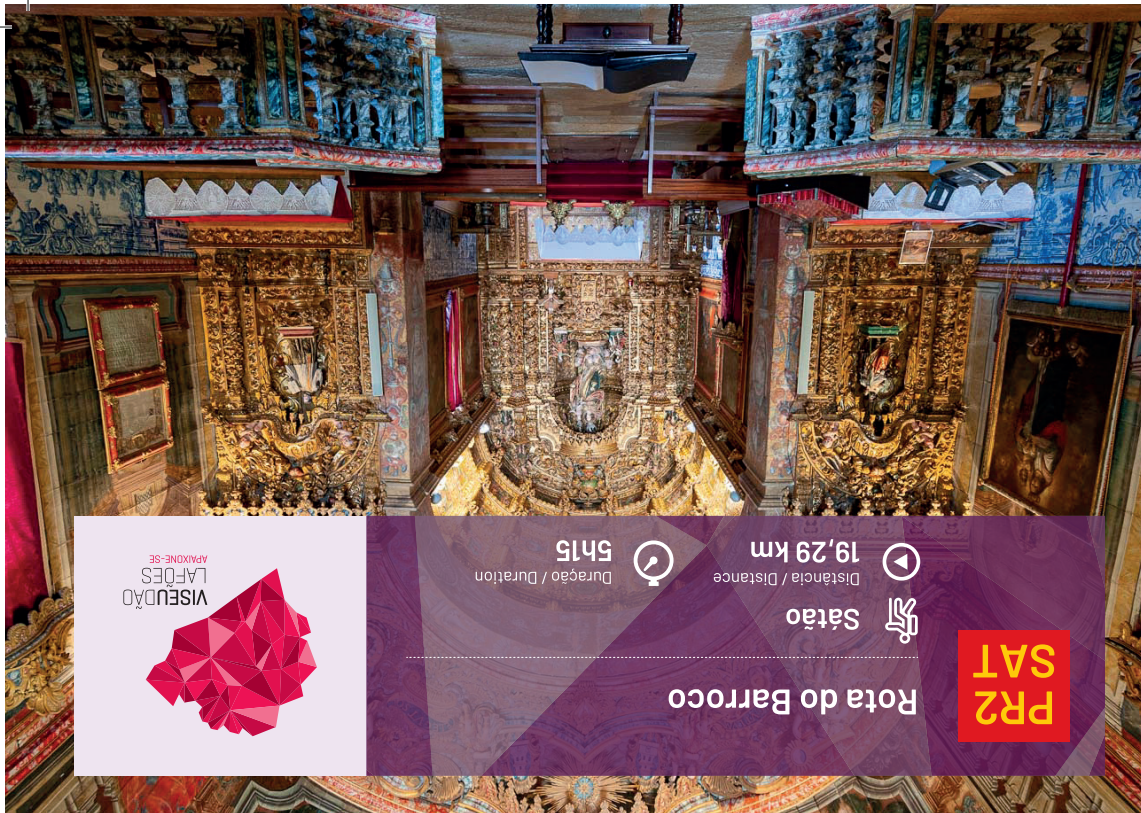 PR2
SAT
Rota do Barroco
Sátão
Distância / Distance
19,29 km
Duração / Duration
5h15
VISEUDÃO
LAFÕES
APAIXONE-SE